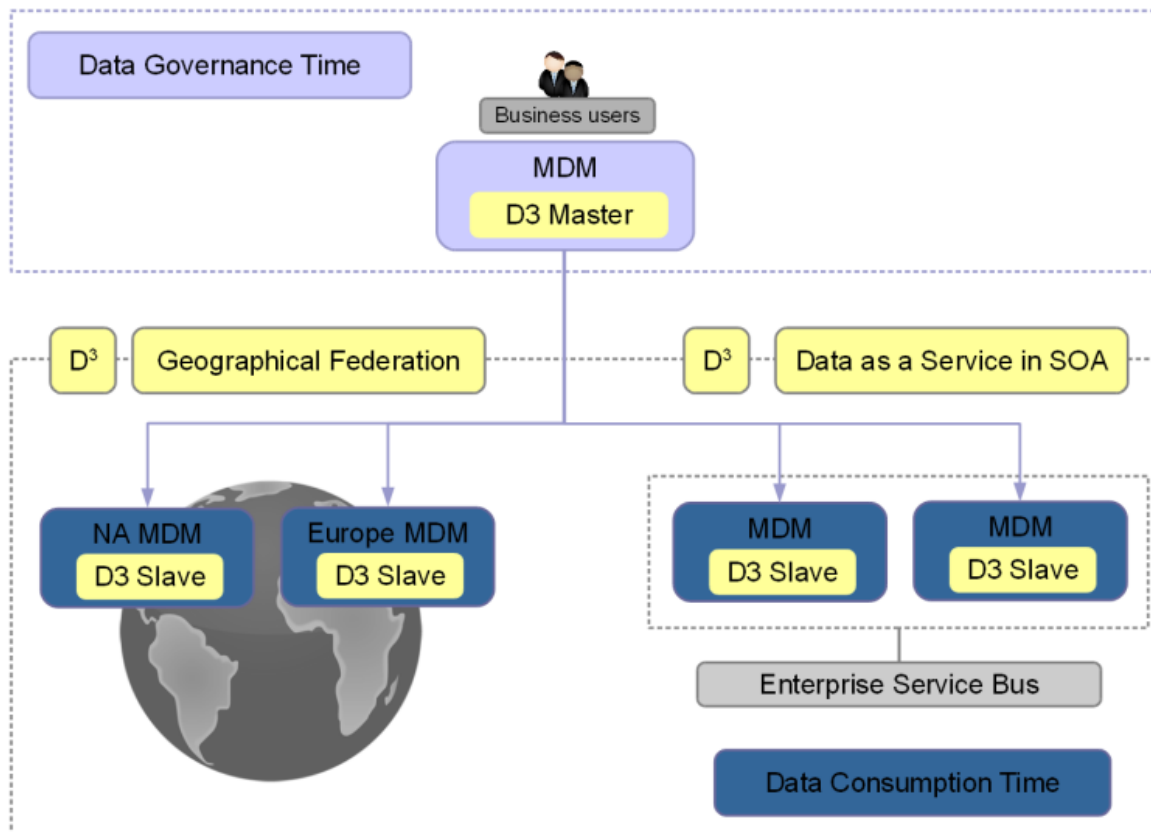 Data Governance Time
Business users
MDM
D3 Master
D³
Geographical Federation
D³
Data as a Service in SOA
NA MDM
D3 Slave
Europe MDM
D3 Slave
MDM
D3 Slave
MDM
D3 Slave
Enterprise Service Bus
Data Consumption Time